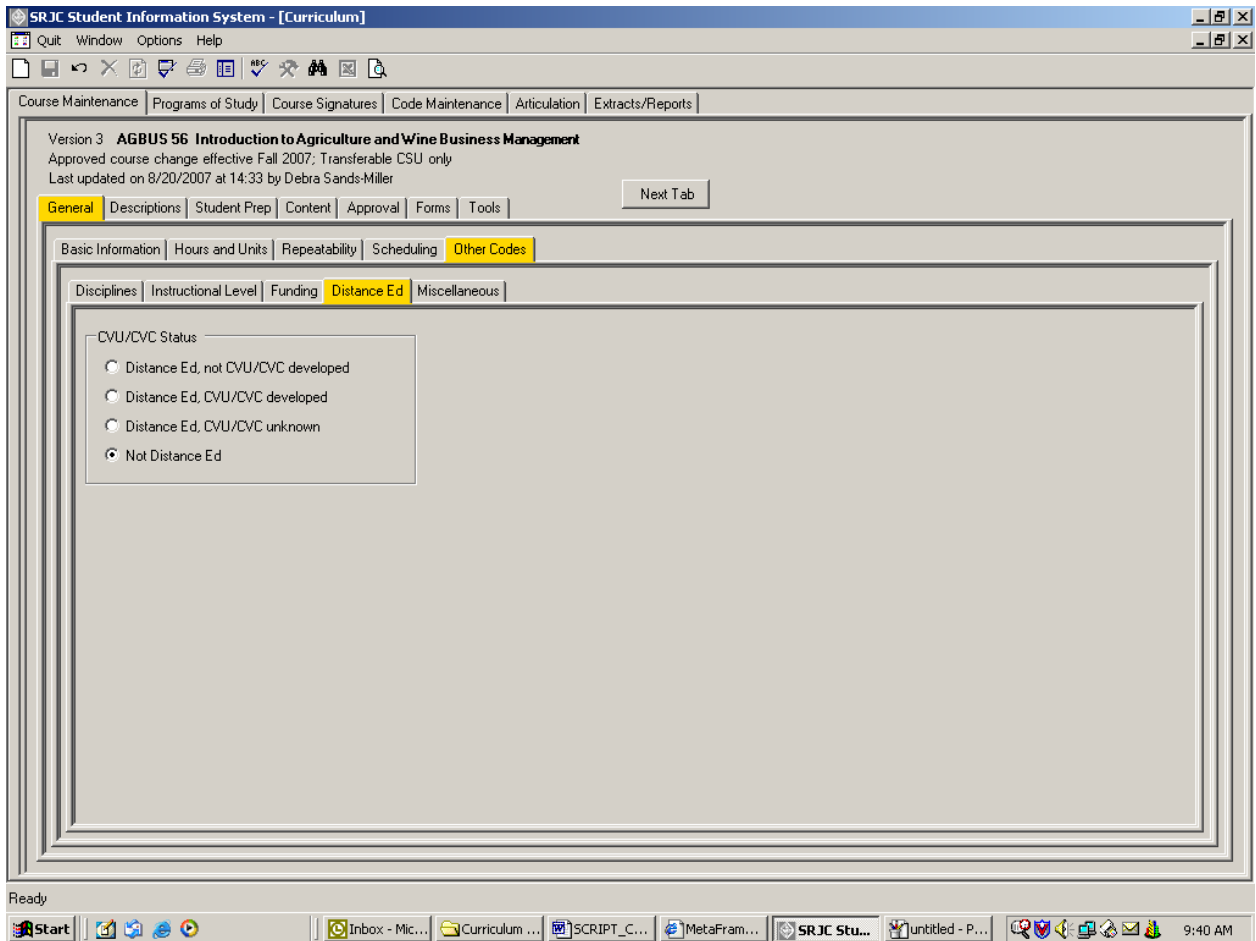 SRJC Student Information System - [Curriculum]
Quit Window Options Help
ABC
Course Maintenance Programs of Study Course Signatures Code Maintenance Articulation Extracts/Reports
Version 3 AGBUS 56 Introduction to Agriculture and Wine Business Management
Approved course change effective Fall 2007; Transferable CSU only
Last updated on 8/20/2007 at 14:33 by Debra Sands-Miller
Next Tab
General Descriptions Student Prep Content Approval Forms Tools
Basic Information Hours and Units Repeatability Scheduling Other Codes
Disciplines Instructional Level Funding Distance Ed Miscellaneous
CVU/CVC Status
Distance Ed, not CVU/CVC developed
Distance Ed, CVU/CVC developed
Distance Ed, CVU/CVC unknown
Not Distance Ed
Ready
Start Inbox - Mic... Curriculum ... SCRIPT_C... MetaFram... SRJC Stu... untitled - P... 9:40 AM